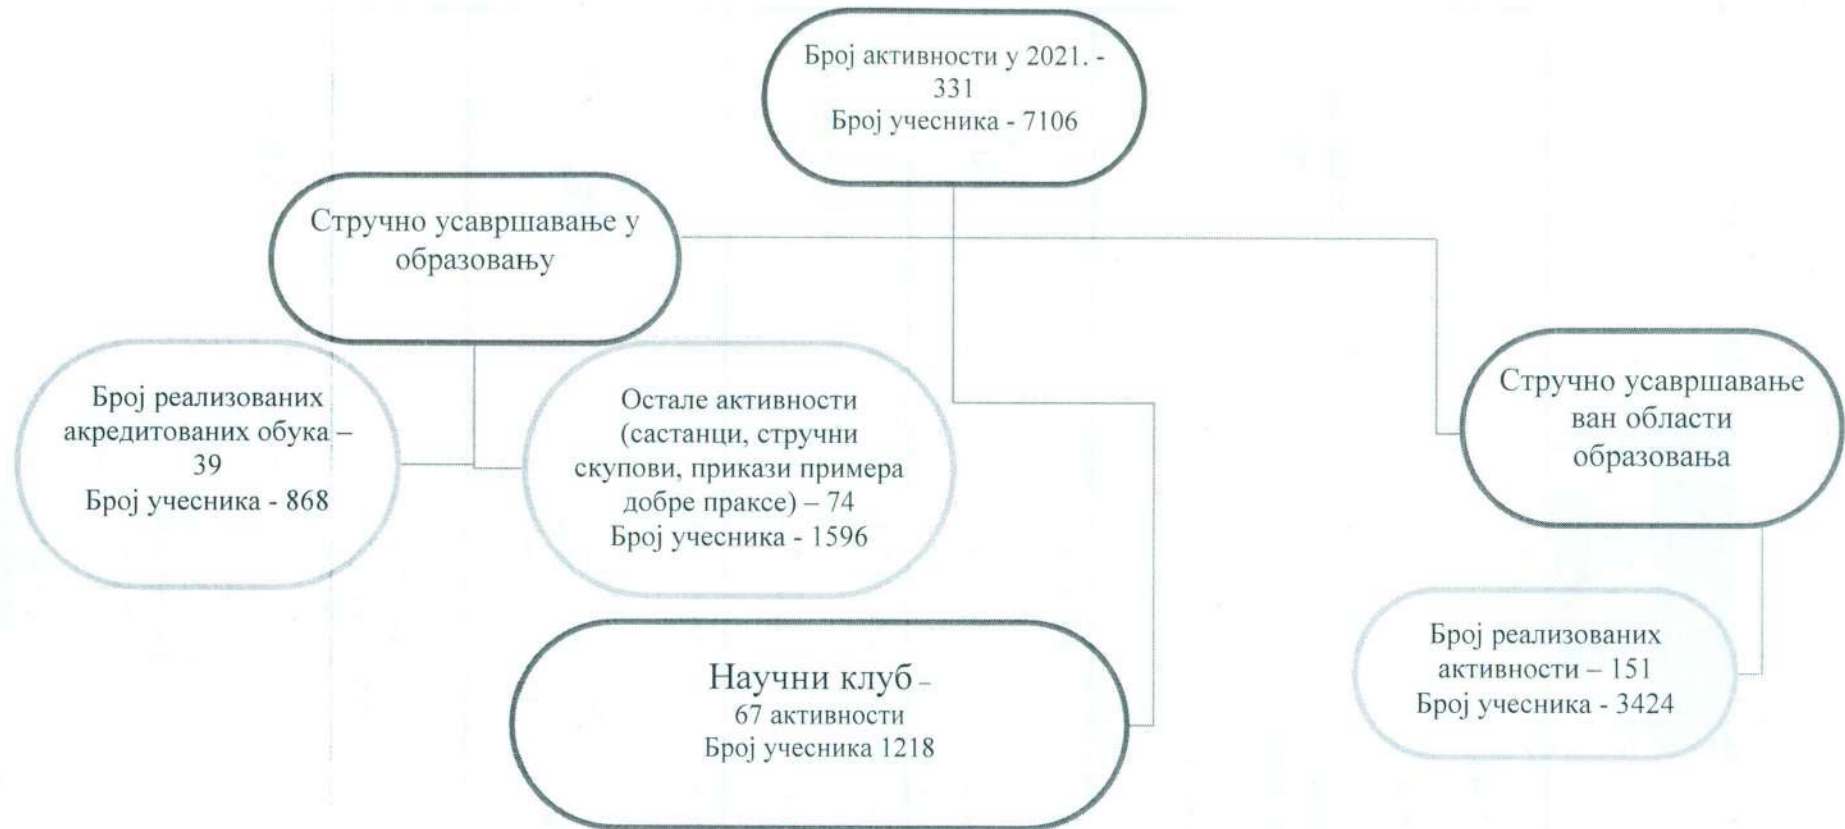 Број активности у 2021. -
331
Број учесника - 7106
Стручно усавршавање у
образовању
Број реализованих
акредитованих обука –
39
Број учесника - 868
Остале активности
(састанци, стручни
скупови, прикази примера
добре праксе) – 74
Број учесника - 1596
Научни клуб –
67 активности
Број учесника 1218
Стручно усавршавање
ван области
образовања
Број реализованих
активности – 151
Број учесника - 3424